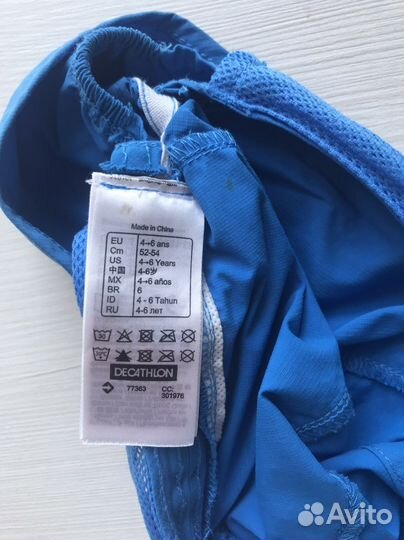 Made in China
EU 4→6 ans
Cm 52-54
US 4→6 Years
中国 4-6岁
MX 4→6 años
BR 6
ID 4 - 6 Tahun
RU 4-6 лет
DECATHLON
77363 CC: 301976
Avito